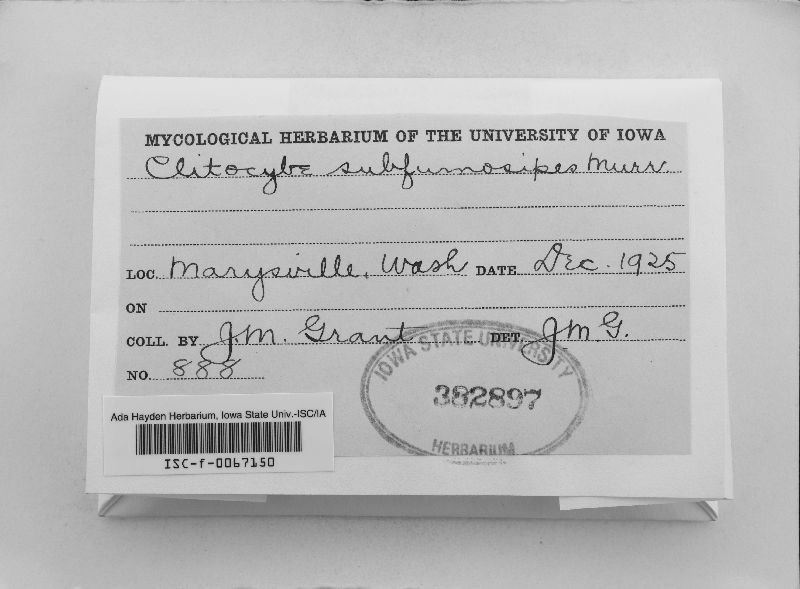 MYCOLOGICAL HERBARIUM OF THE UNIVERSITY OF IOWA
Clitocybe subfumosipes Murr.
LOC. Marysville, Wash DATE Dec. 1925
ON
COLL. BY J.M. Grant DET. J M G.
NO. 888
IOWA STATE UNIVERSITY
382897
HERBARIUM
Ada Hayden Herbarium, Iowa State Univ.-ISC/IA
ISC-f-0067150